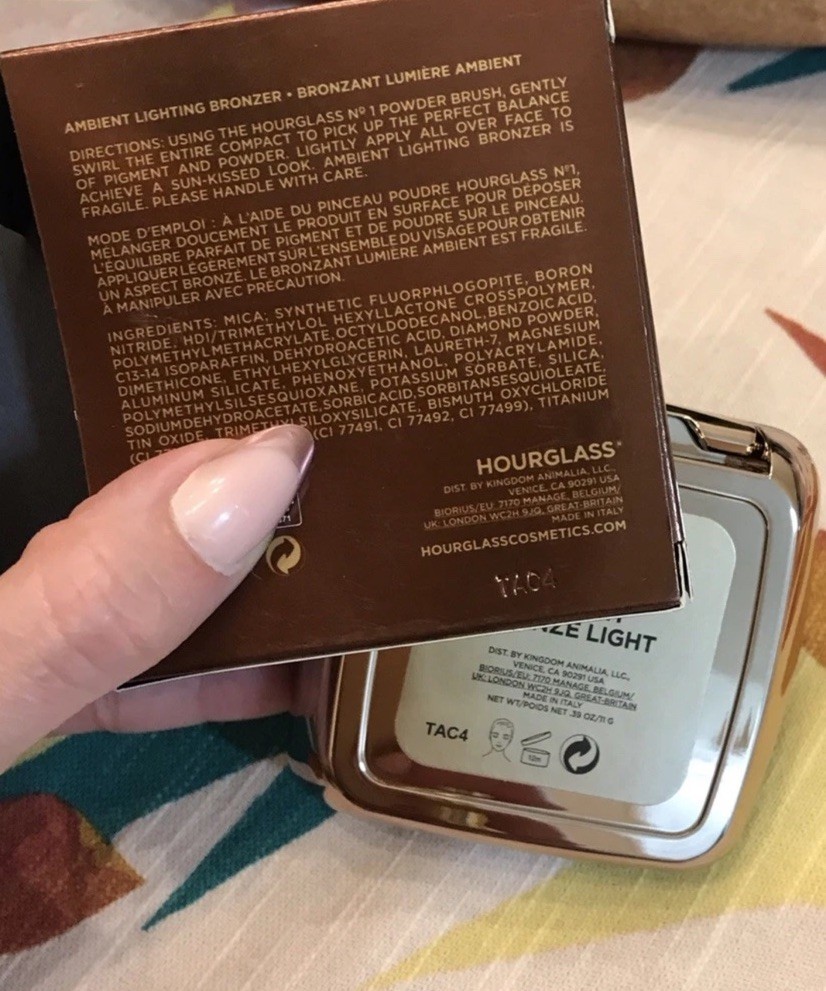 AMBIENT LIGHTING BRONZER • BRONZANT LUMIÈRE AMBIENT
DIRECTIONS: USING THE HOURGLASS Nº 1 POWDER BRUSH, GENTLY
SWIRL THE ENTIRE COMPACT TO PICK UP THE PERFECT BALANCE
OF PIGMENT AND POWDER. LIGHTLY APPLY ALL OVER FACE TO
ACHIEVE A SUN-KISSED LOOK. AMBIENT LIGHTING BRONZER IS
FRAGILE. PLEASE HANDLE WITH CARE.
MODE D'EMPLOI : À L'AIDE DU PINCEAU POUDRE HOURGLASS Nº1,
MÉLANGER DOUCEMENT LE PRODUIT EN SURFACE POUR DÉPOSER
L'ÉQUILIBRE PARFAIT DE PIGMENT ET DE POUDRE SUR LE PINCEAU.
APPLIQUER LÉGEREMENT SUR L'ENSEMBLE DU VISAGE POUR OBTENIR
UN ASPECT BRONZÉ. LE BRONZANT LUMIÈRE AMBIENT EST FRAGILE.
À MANIPULER AVEC PRÉCAUTION.
INGREDIENTS: MICA, SYNTHETIC FLUORPHLOGOPITE, BORON
NITRIDE, HDI/TRIMETHYLOL HEXYLLACTONE CROSSPOLYMER,
POLYMETHYLMETHACRYLATE, OCTYLDODECANOL, BENZOIC ACID,
C13-14 ISOPARAFFIN, DEHYDROACETIC ACID, DIAMOND POWDER,
DIMETHICONE, ETHYLHEXYLGLYCERIN, LAURETH-7, MAGNESIUM
ALUMINUM SILICATE, PHENOXYETHANOL, POLYACRYLAMIDE,
POLYMETHYLSILSESQUIOXANE, POTASSIUM SORBATE, SILICA,
SODIUM DEHYDROACETATE, SORBIC ACID, SORBITAN SESQUIOLEATE,
TIN OXIDE, TRIMETHYLSILOXYSILICATE, BISMUTH OXYCHLORIDE
(CI 77491, CI 77492, CI 77499), TITANIUM
HOURGLASS®
DIST. BY KINGDOM ANIMALIA, LLC.,
VENICE, CA 90291 USA
BIORIUS/EU: 7170 MANAGE, BELGIUM/
UK: LONDON WC2H 9JQ, GREAT-BRITAIN
MADE IN ITALY
HOURGLASSCOSMETICS.COM
TAC4
LIGHT
DIST. BY KINGDOM ANIMALIA, LLC.,
VENICE, CA 90291 USA
BIORIUS/EU: 7170 MANAGE, BELGIUM/
UK: LONDON WC2H 9JQ, GREAT-BRITAIN
MADE IN ITALY
NET WT/POIDS NET .39 OZ/11 G
TAC4
12M